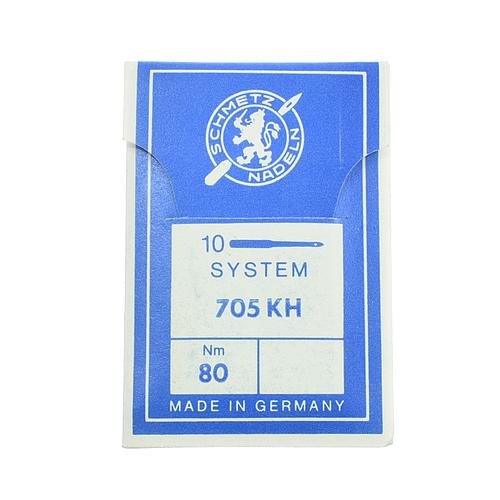 SCHMETZ
NADELN
10
SYSTEM
705 KH
Nm
80
MADE IN GERMANY